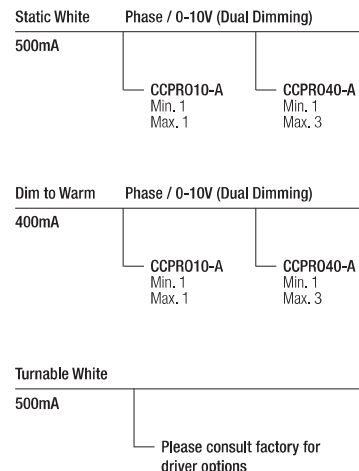 Static White Phase / 0-10V (Dual Dimming)
500mA
CCPRO10-A CCPRO40-A
Min. 1 Min. 1
Max. 1 Max. 3
Dim to Warm Phase / 0-10V (Dual Dimming)
400mA
CCPRO10-A CCPRO40-A
Min. 1 Min. 1
Max. 1 Max. 3
Turnable White
500mA
Please consult factory for
driver options